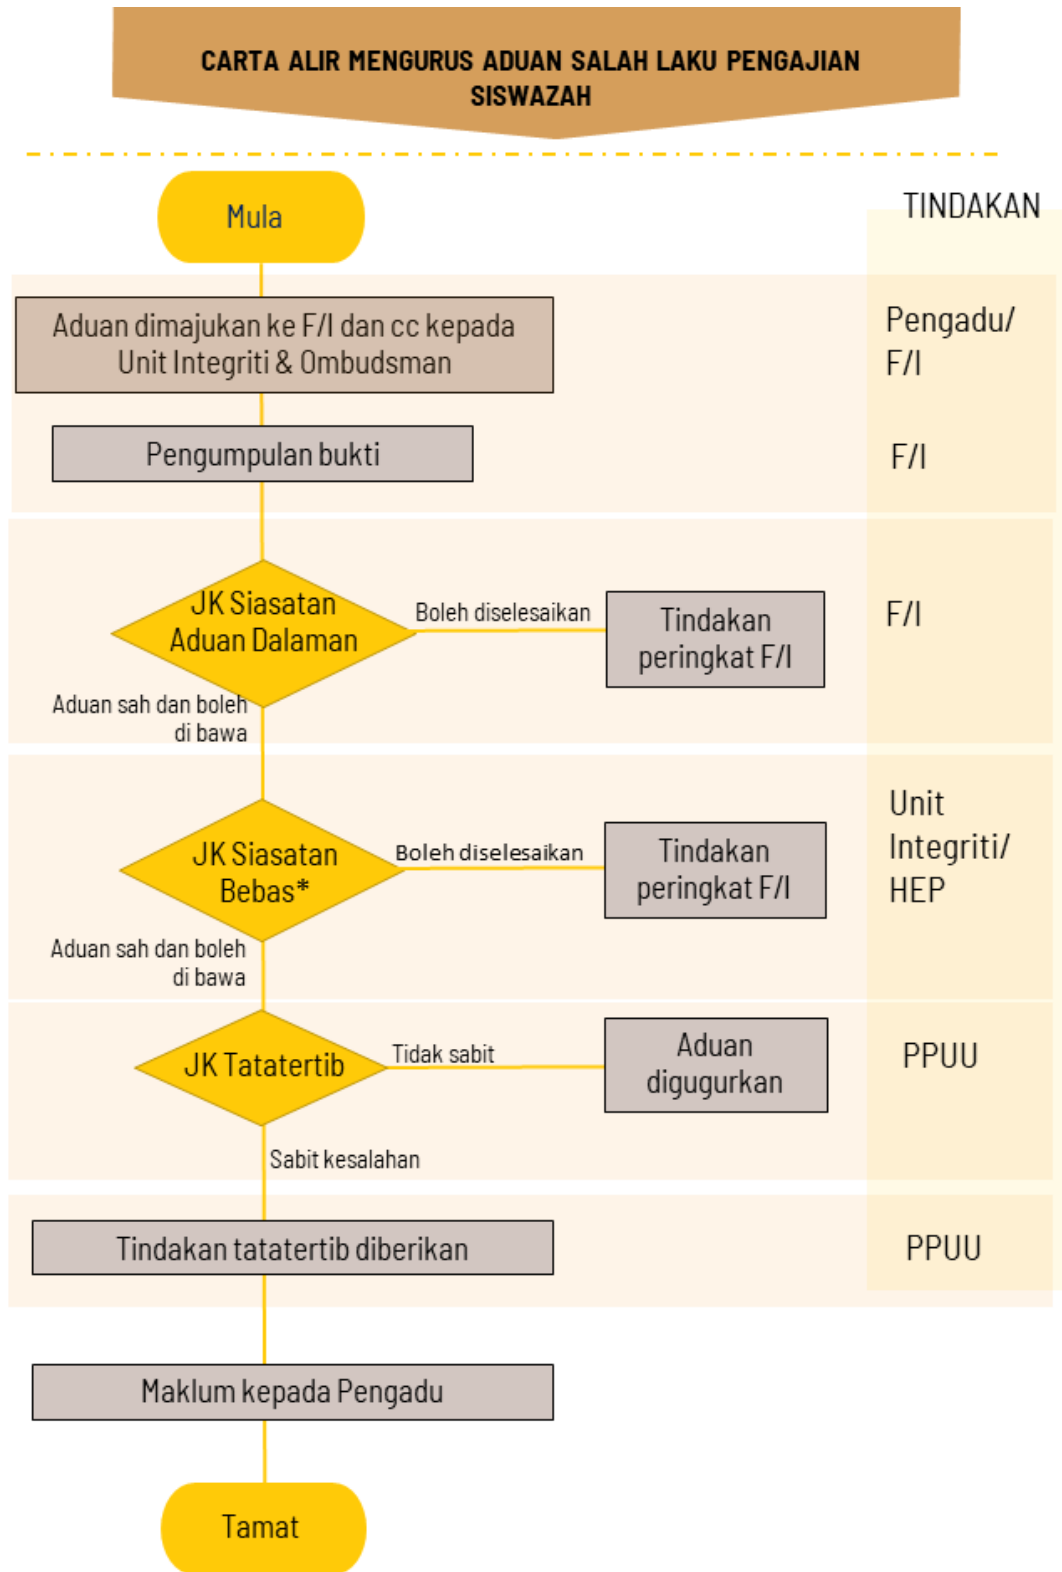 CARTA ALIR MENGURUS ADUAN SALAH LAKU PENGAJIAN
SISWAZAH
TINDAKAN
Mula
Aduan dimajukan ke F/I dan cc kepada
Unit Integriti & Ombudsman
Pengadu/
F/I
Pengumpulan bukti
F/I
JK Siasatan
Aduan Dalaman
Boleh diselesaikan
Tindakan
peringkat F/I
F/I
Aduan sah dan boleh
di bawa
JK Siasatan
Bebas*
Boleh diselesaikan
Tindakan
peringkat F/I
Unit
Integriti/
HEP
Aduan sah dan boleh
di bawa
JK Tatatertib
Tidak sabit
Aduan
digugurkan
PPUU
Sabit kesalahan
Tindakan tatatertib diberikan
PPUU
Maklum kepada Pengadu
Tamat